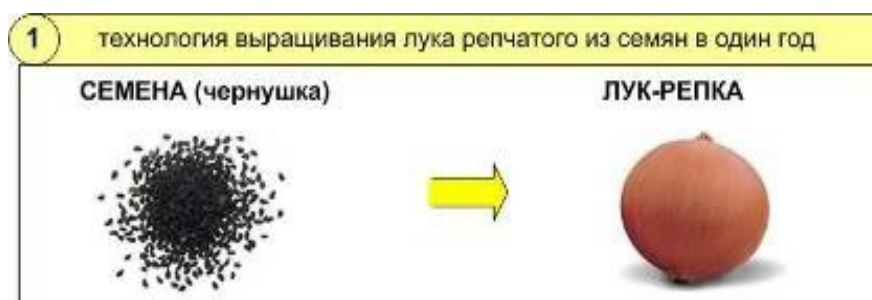 1 технология выращивания лука репчатого из семян в один год
СЕМЕНА (чернушка) ЛУК-РЕПКА